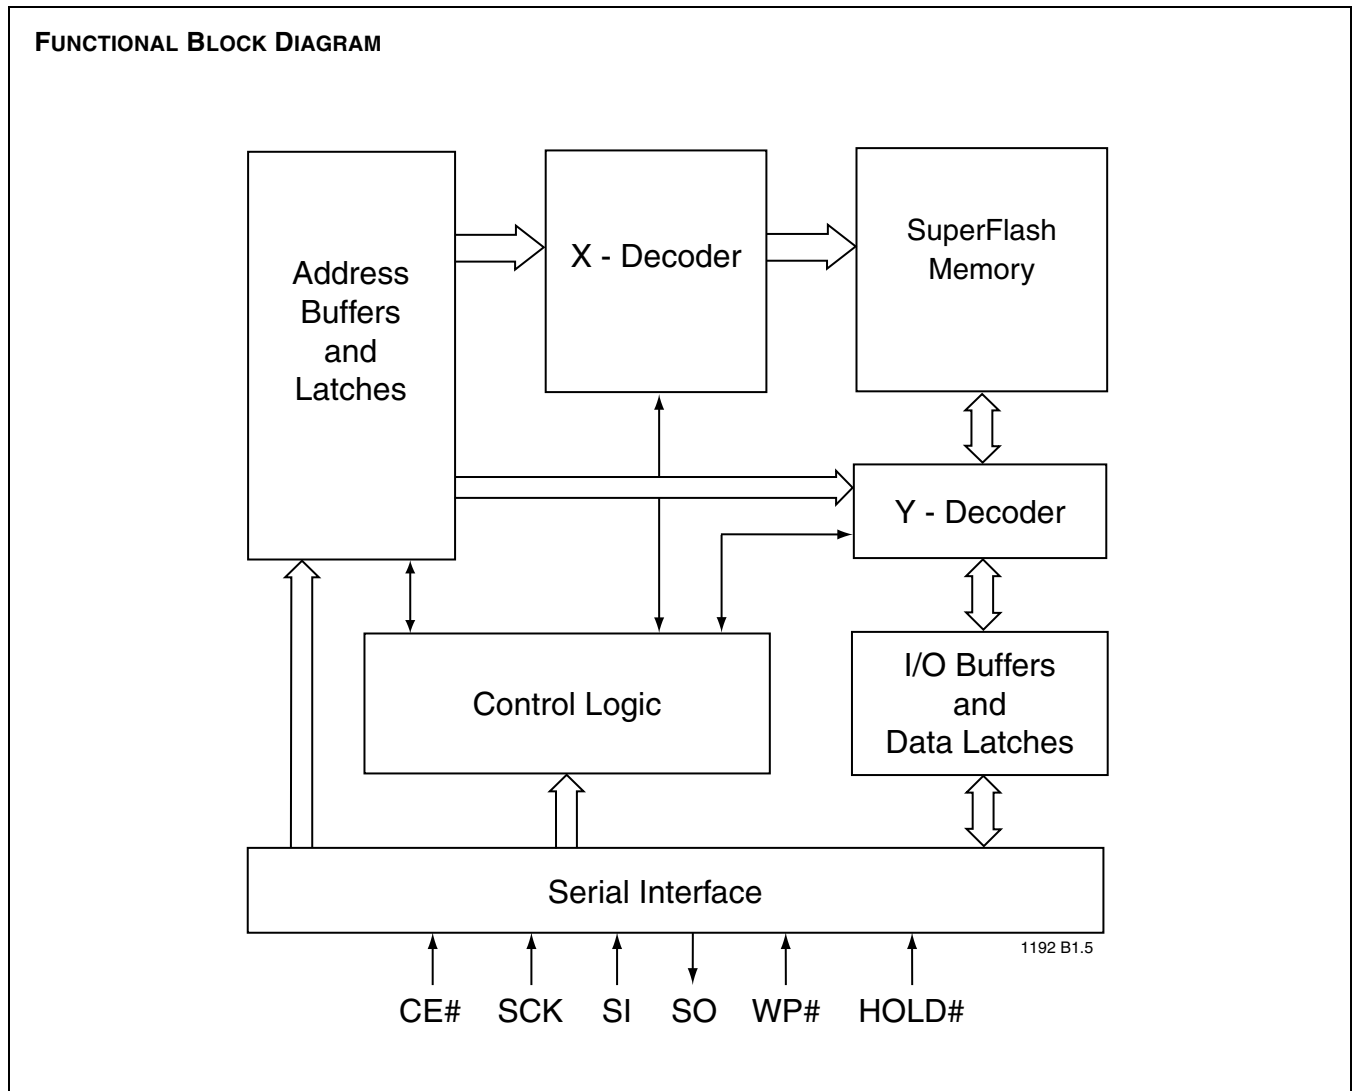 FUNCTIONAL BLOCK DIAGRAM
Address
Buffers
and
Latches
X - Decoder
SuperFlash
Memory
Y - Decoder
Control Logic
I/O Buffers
and
Data Latches
Serial Interface
1192 B1.5
CE# SCK SI SO WP# HOLD#